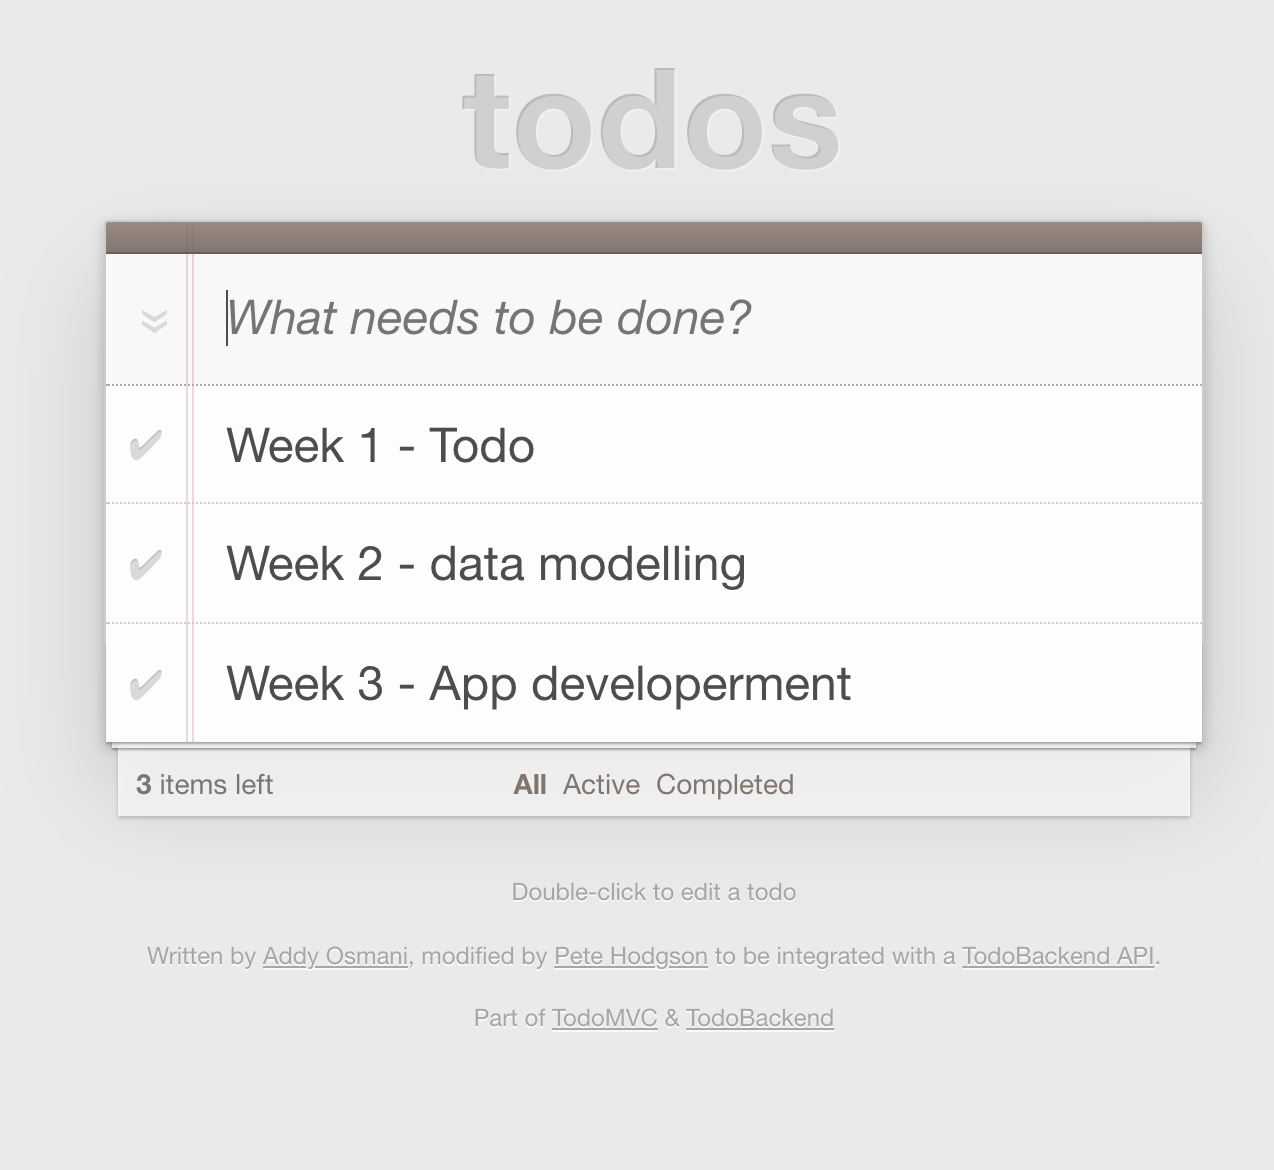 todos
What needs to be done?
Week 1 - Todo
Week 2 - data modelling
Week 3 - App developerment
3 items left All Active Completed
Double-click to edit a todo
Written by Addy Osmani, modified by Pete Hodgson to be integrated with a TodoBackend API.
Part of TodoMVC & TodoBackend